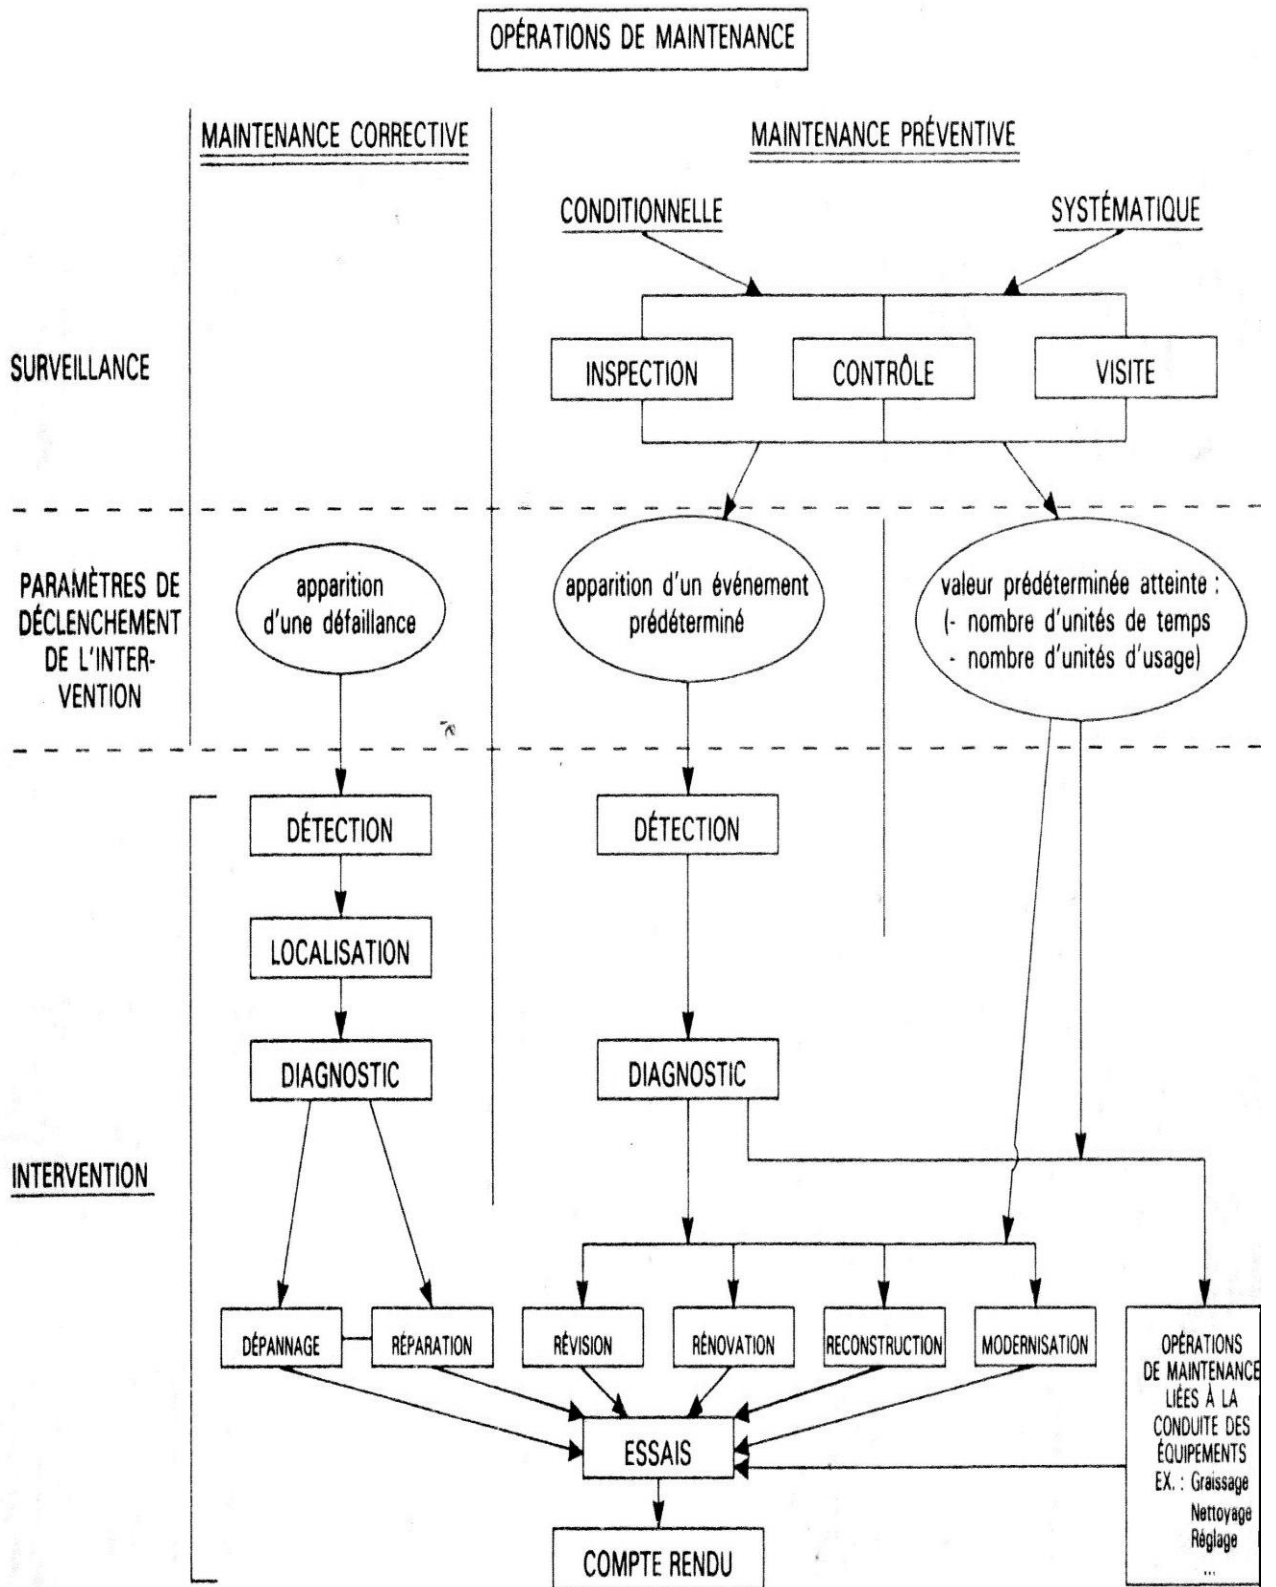 OPÉRATIONS DE MAINTENANCE
MAINTENANCE CORRECTIVE
MAINTENANCE PRÉVENTIVE
CONDITIONNELLE
SYSTÉMATIQUE
SURVEILLANCE
INSPECTION
CONTRÔLE
VISITE
PARAMÈTRES DE
DÉCLENCHEMENT
DE L'INTER-
VENTION
apparition
d'une défaillance
apparition d'un événement
prédéterminé
valeur prédéterminée atteinte :
(- nombre d'unités de temps
- nombre d'unités d'usage)
DÉTECTION
DÉTECTION
LOCALISATION
DIAGNOSTIC
DIAGNOSTIC
INTERVENTION
DÉPANNAGE
RÉPARATION
RÉVISION
RÉNOVATION
RECONSTRUCTION
MODERNISATION
OPÉRATIONS
DE MAINTENANCE
LIÉES À LA
CONDUITE DES
ÉQUIPEMENTS
EX. : Graissage
Nettoyage
Réglage
...
ESSAIS
COMPTE RENDU